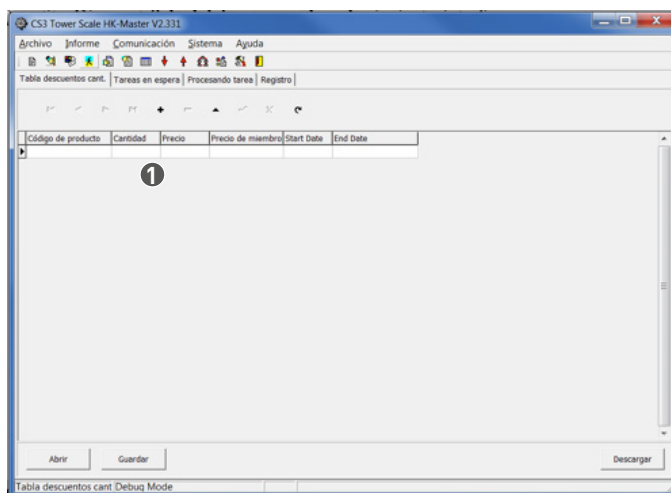 CS3 Tower Scale HK-Master V2.331
Archivo Informe Comunicación Sistema Ayuda
Tabla descuentos cant. Tareas en espera Procesando tarea Registro
Código de producto Cantidad Precio Precio de miembro Start Date End Date
1
Abrir Guardar Descargar
Tabla descuentos cant Debug Mode